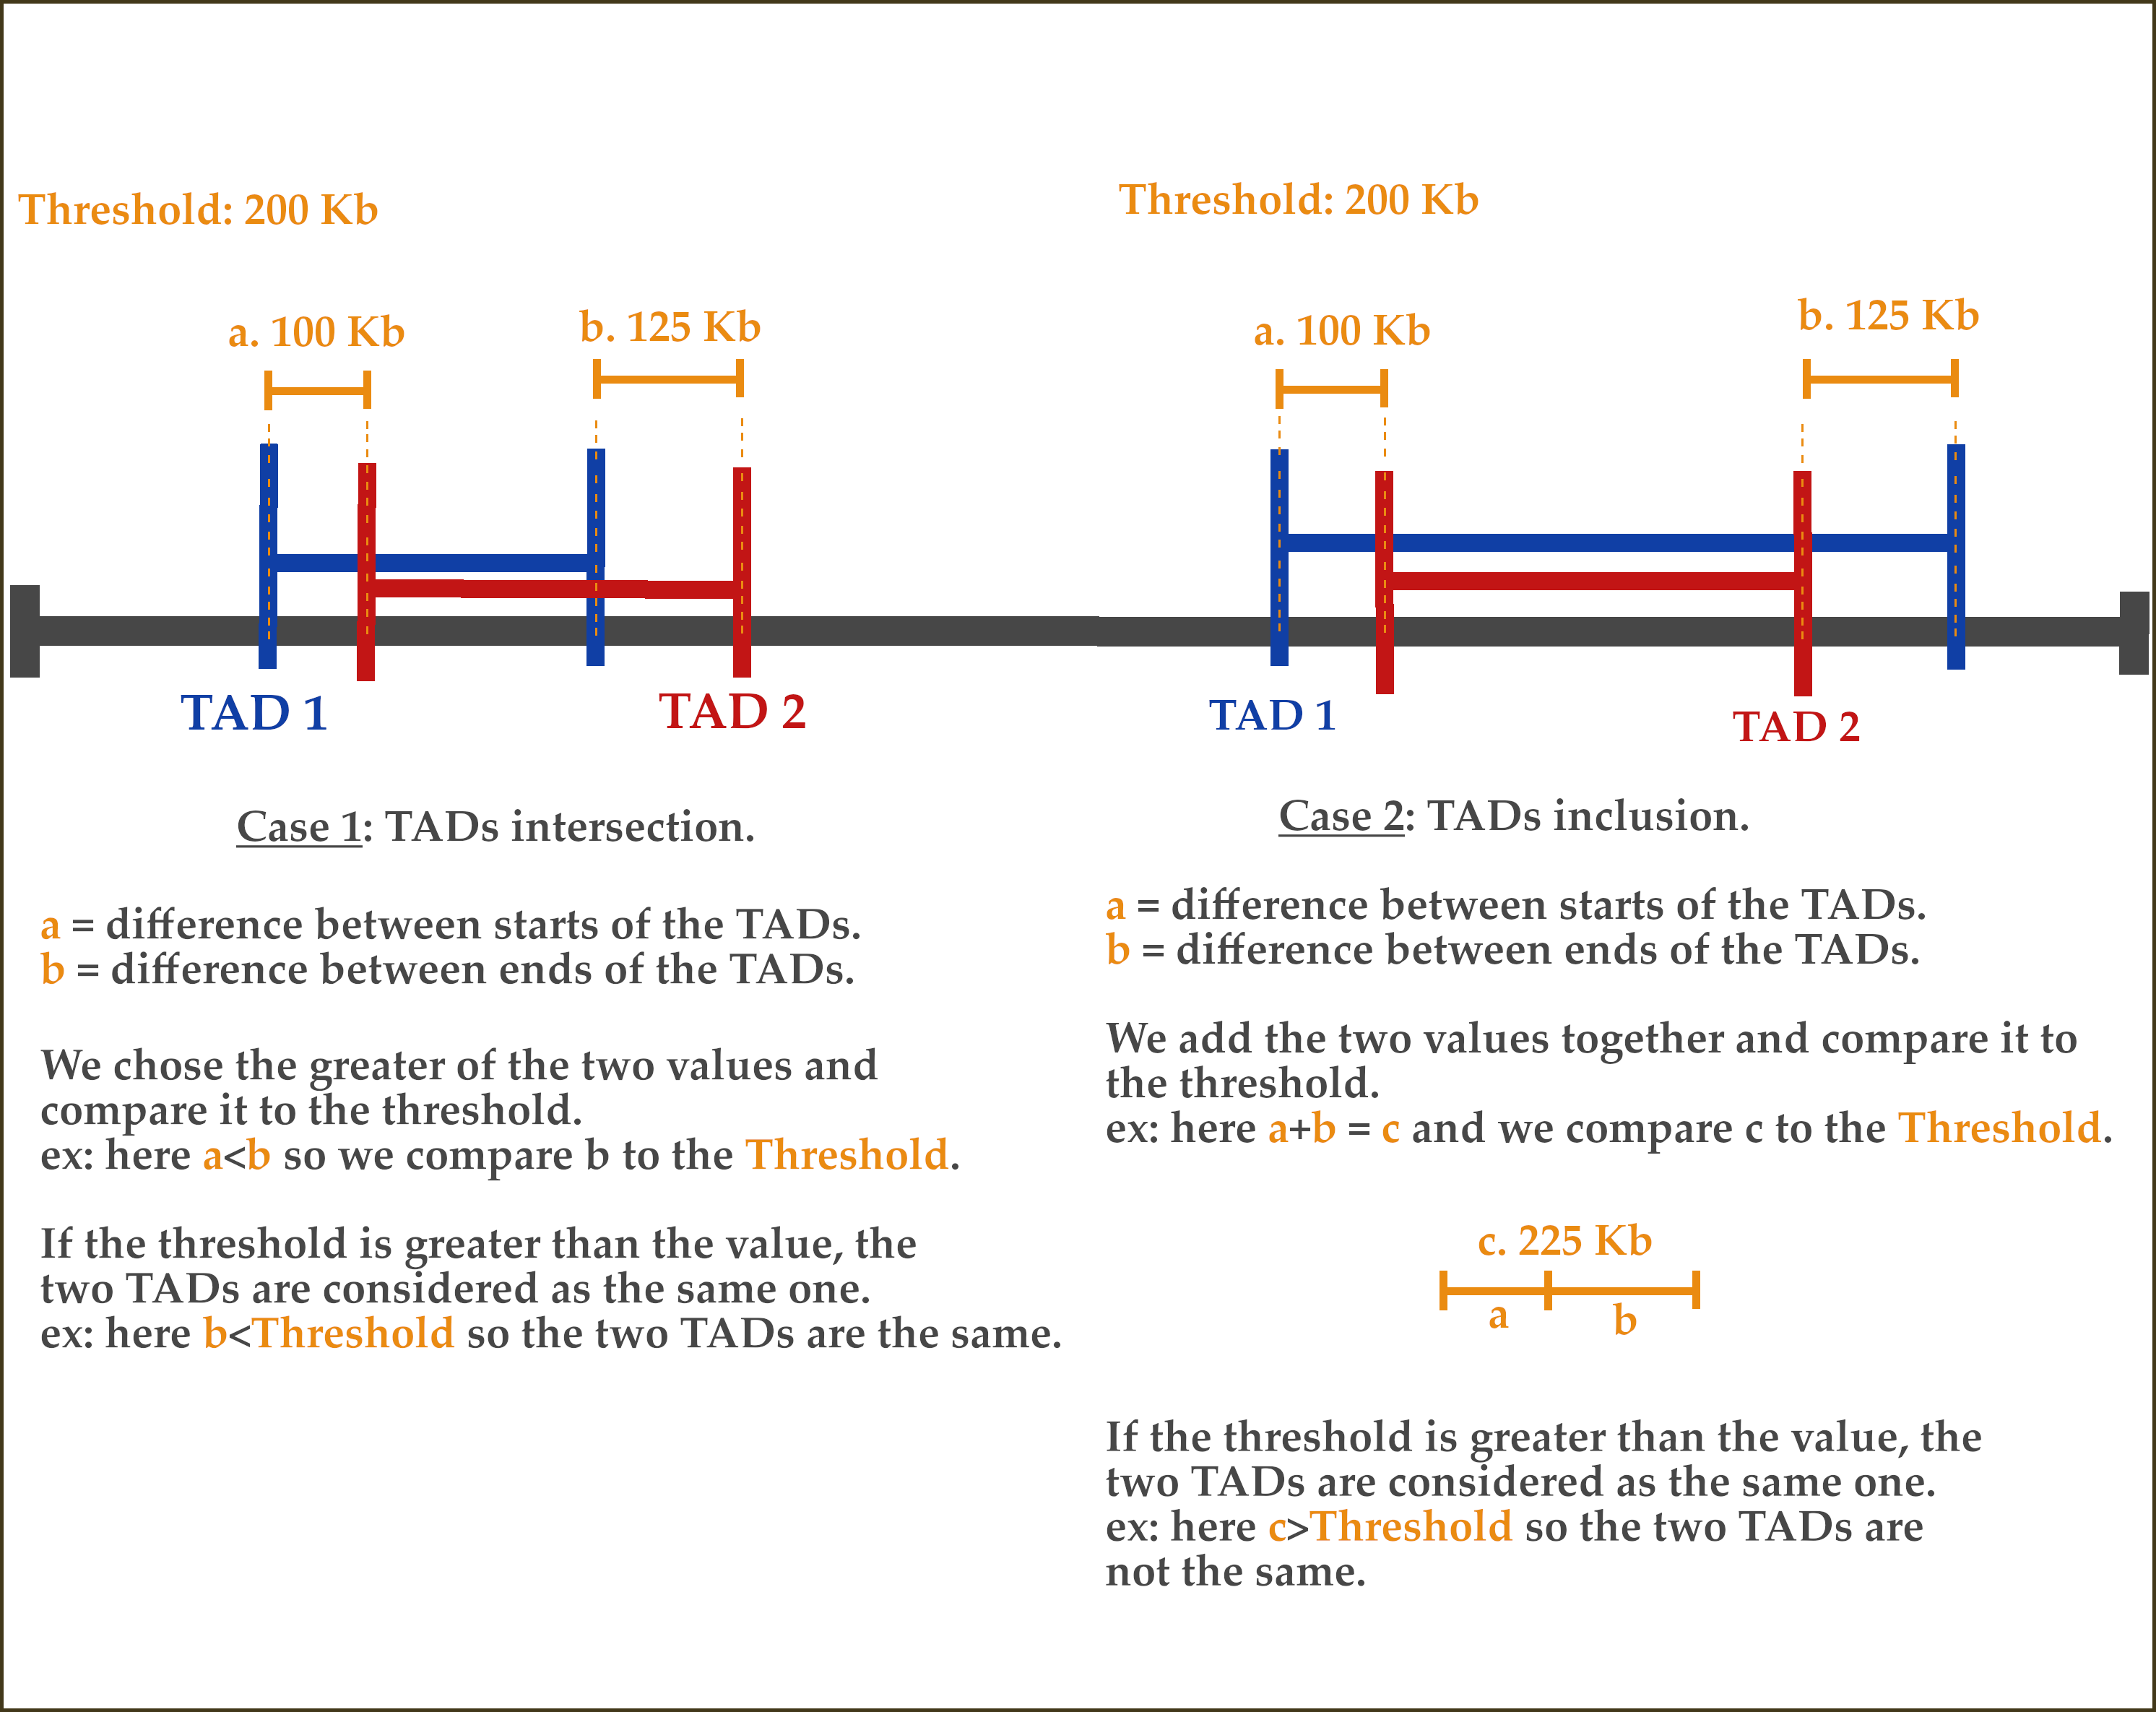 Threshold: 200 Kb
a. 100 Kb
b. 125 Kb
TAD 1
TAD 2
Case 1: TADs intersection.
a = difference between starts of the TADs.
b = difference between ends of the TADs.
We chose the greater of the two values and
compare it to the threshold.
ex: here a<b so we compare b to the Threshold.
If the threshold is greater than the value, the
two TADs are considered as the same one.
ex: here b<Threshold so the two TADs are the same.
Threshold: 200 Kb
a. 100 Kb
b. 125 Kb
TAD 1
TAD 2
Case 2: TADs inclusion.
a = difference between starts of the TADs.
b = difference between ends of the TADs.
We add the two values together and compare it to
the threshold.
ex: here a+b = c and we compare c to the Threshold.
c. 225 Kb
a
b
If the threshold is greater than the value, the
two TADs are considered as the same one.
ex: here c>Threshold so the two TADs are
not the same.